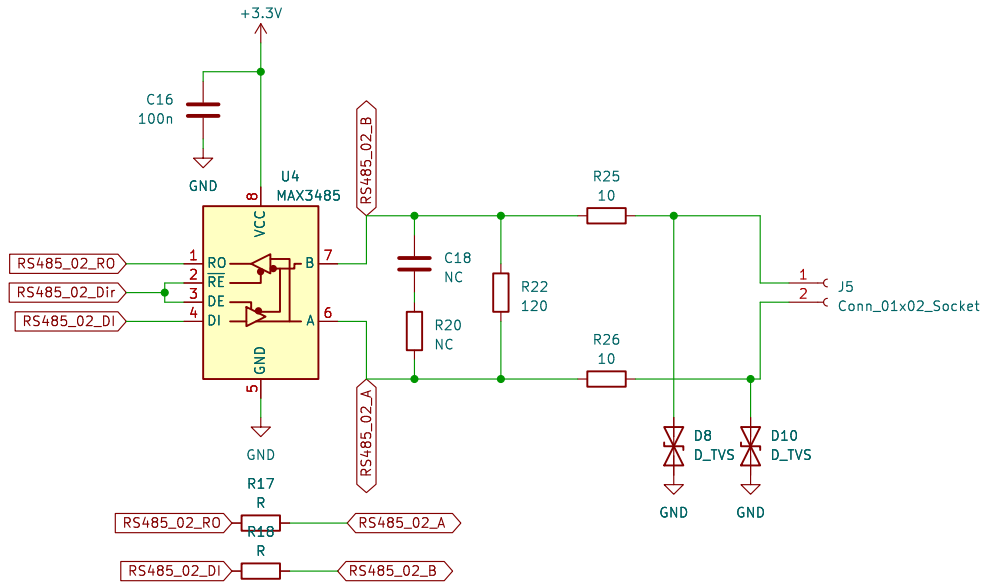 +3.3V
C16
100n
GND
U4
MAX3485
8
VCC
RS485_02_B
RS485_02_RO
1
RO
2
RE
RS485_02_Dir
3
DE
RS485_02_DI
4
DI
B
7
A
6
GND
5
GND
RS485_02_A
C18
NC
R20
NC
R22
120
R25
10
R26
10
1
2
J5
Conn_01x02_Socket
D8
D_TVS
GND
D10
D_TVS
GND
R17
R
RS485_02_RO
RS485_02_A
R18
R
RS485_02_DI
RS485_02_B